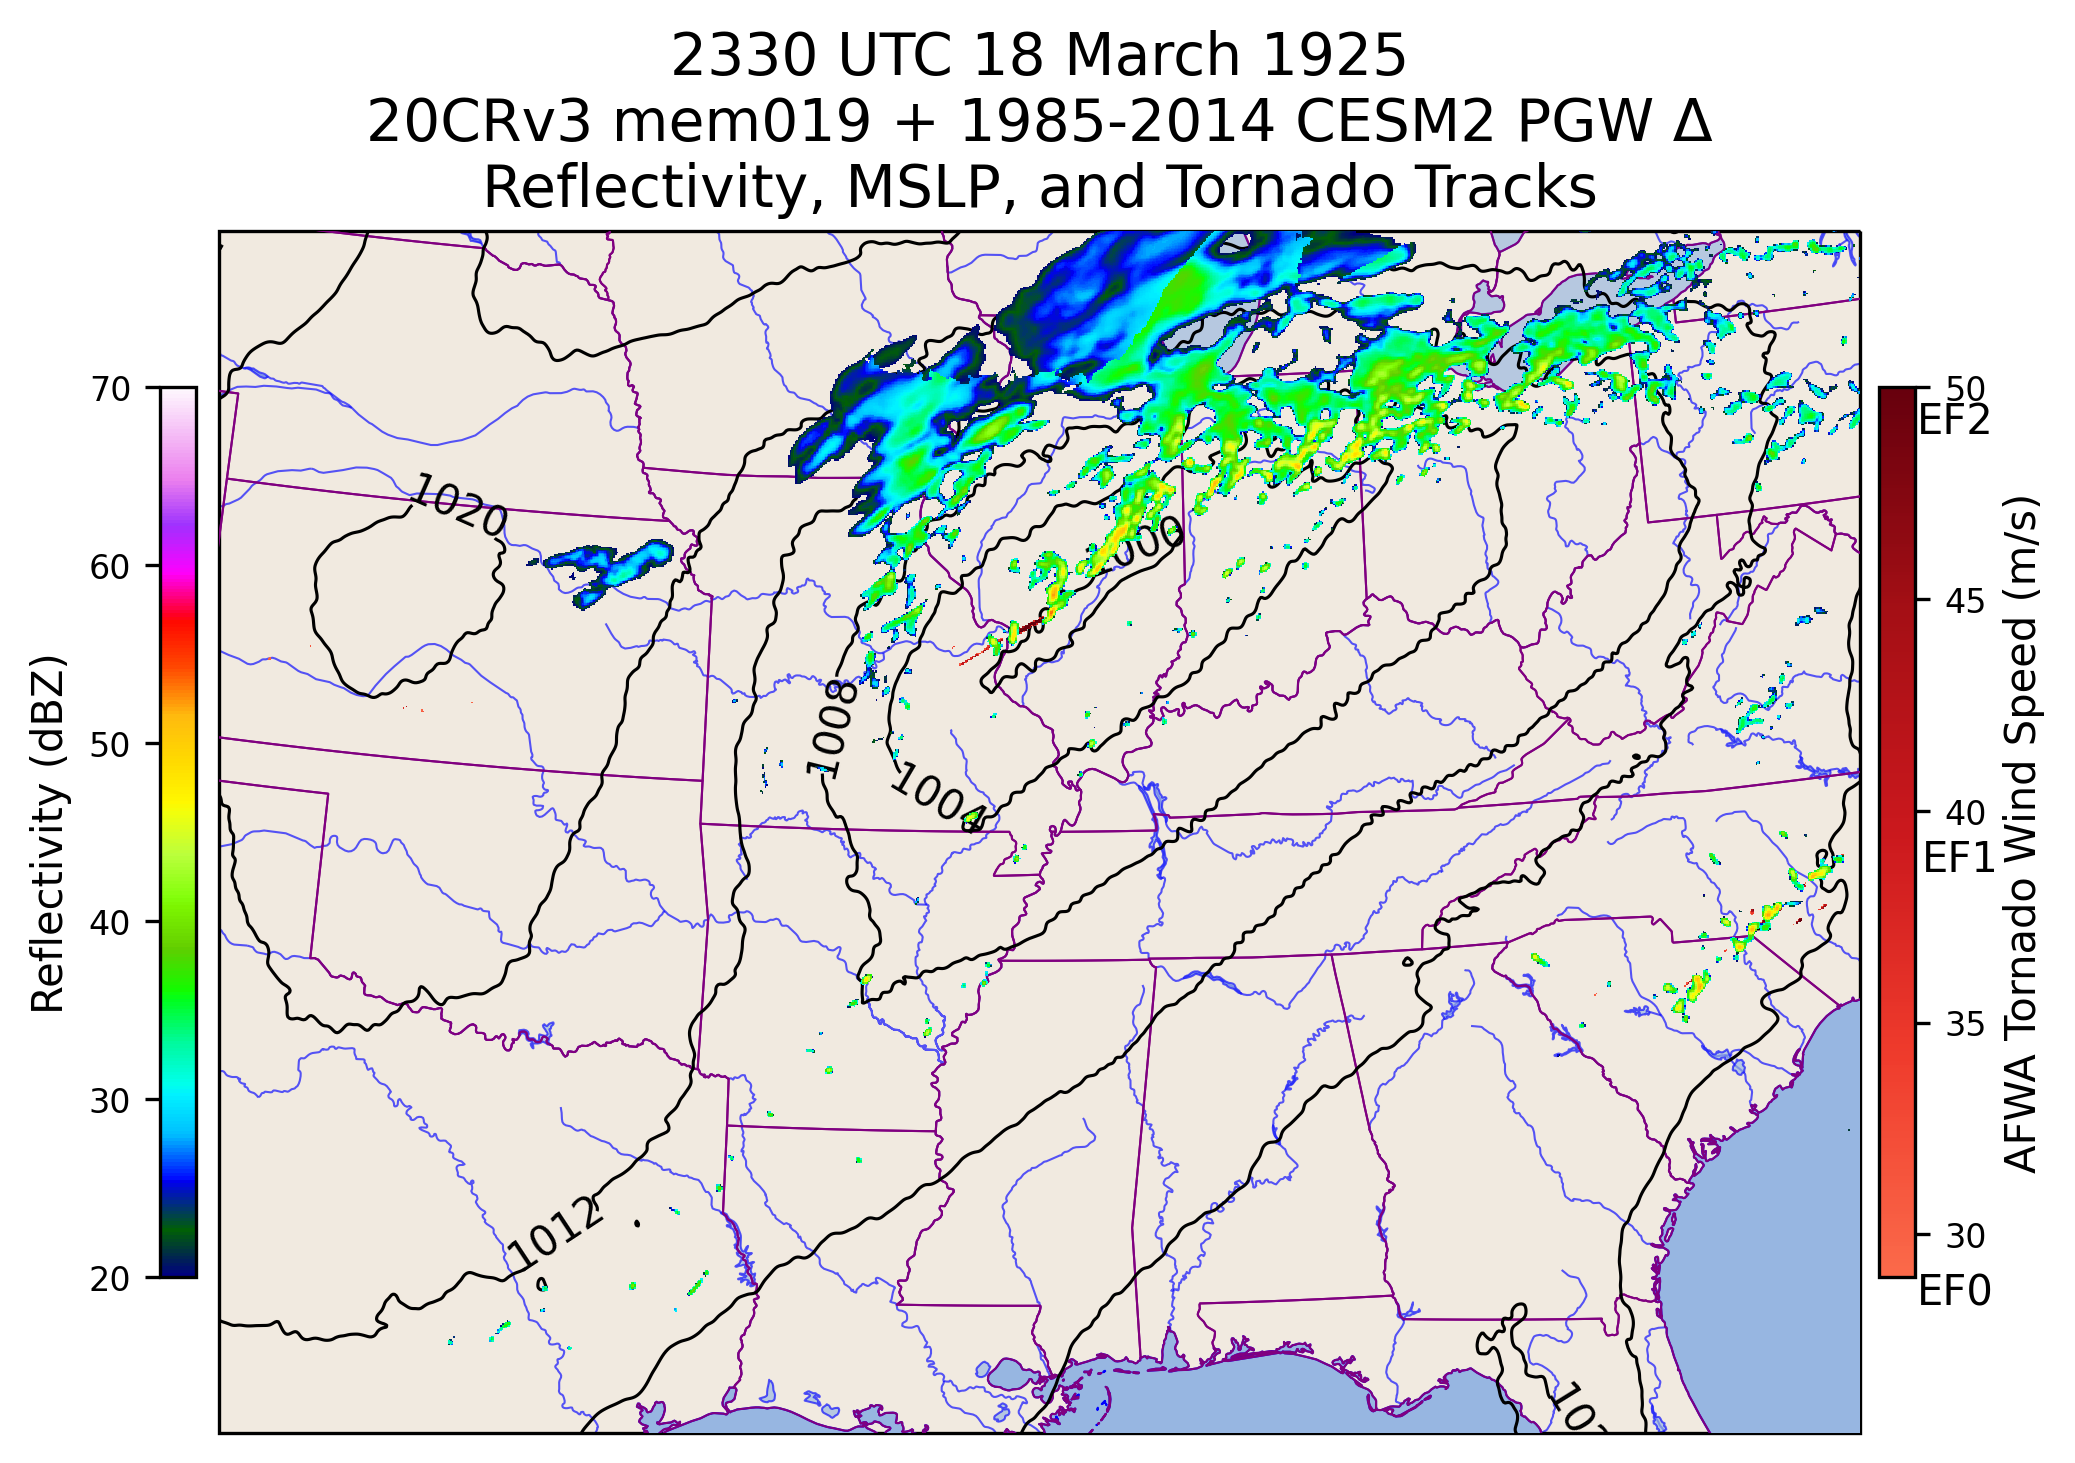 2330 UTC 18 March 1925
20CRv3 mem019 + 1985-2014 CESM2 PGW Δ
Reflectivity, MSLP, and Tornado Tracks
Reflectivity (dBZ)
70
60
50
40
30
20
1020
1000
1008
1004
1012
50
EF2
45
40
EF1
35
30
EF0
AFWA Tornado Wind Speed (m/s)